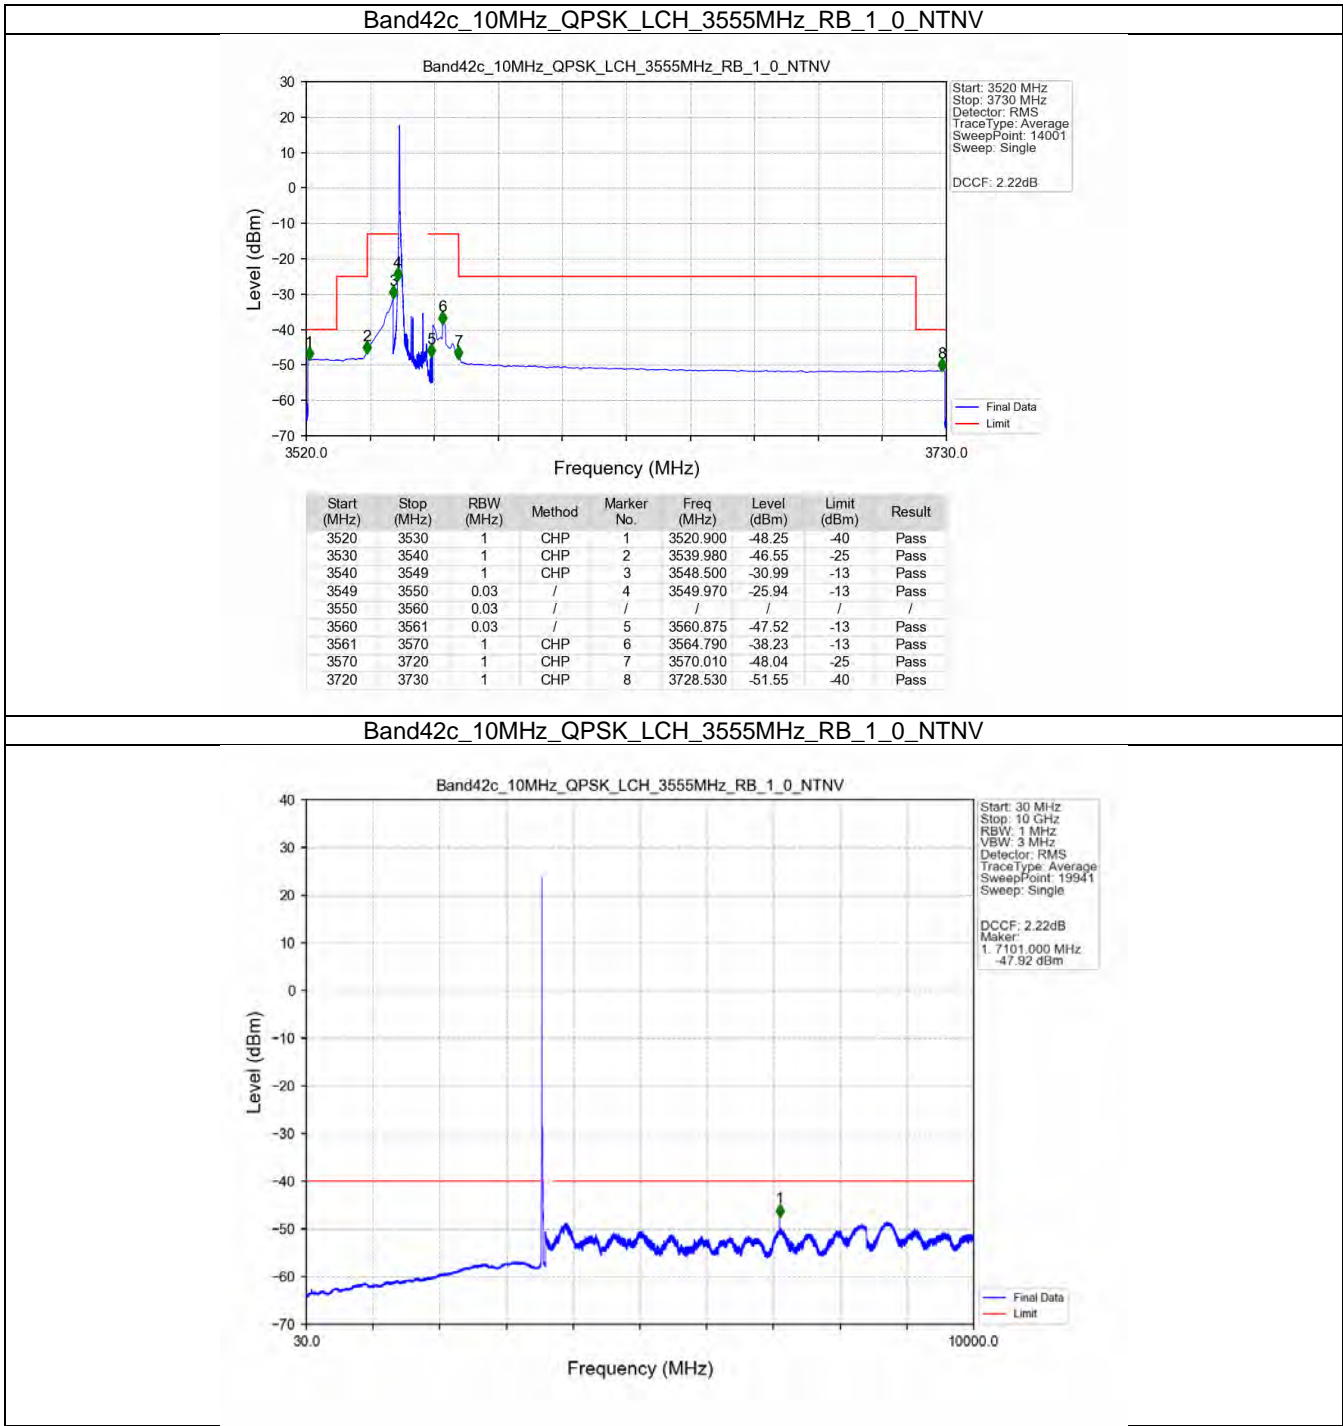 Band42c_10MHz_QPSK_LCH_3555MHz_RB_1_0_NTNV
Band42c_10MHz_QPSK_LCH_3555MHz_RB_1_0_NTNV
30
20
10
0
−10
−20
−30
−40
−50
−60
−70
Level (dBm)
1
2
3
4
5
6
7
8
3520.0
3730.0
Frequency (MHz)
Start: 3520 MHz
Stop: 3730 MHz
Detector: RMS
TraceType: Average
SweepPoint: 14001
Sweep: Single
DCCF: 2.22dB
Final Data
Limit
Start (MHz) Stop (MHz) RBW (MHz) Method Marker No. Freq (MHz) Level (dBm) Limit (dBm) Result
3520 3530 1 CHP 1 3520.900 -48.25 -40 Pass
3530 3540 1 CHP 2 3539.980 -46.55 -25 Pass
3540 3549 1 CHP 3 3548.500 -30.99 -13 Pass
3549 3550 0.03 / 4 3549.970 -25.94 -13 Pass
3550 3560 0.03 / / / / / /
3560 3561 0.03 / 5 3560.875 -47.52 -13 Pass
3561 3570 1 CHP 6 3564.790 -38.23 -13 Pass
3570 3720 1 CHP 7 3570.010 -48.04 -25 Pass
3720 3730 1 CHP 8 3728.530 -51.55 -40 Pass
Band42c_10MHz_QPSK_LCH_3555MHz_RB_1_0_NTNV
Band42c_10MHz_QPSK_LCH_3555MHz_RB_1_0_NTNV
40
30
20
10
0
−10
−20
−30
−40
−50
−60
−70
Level (dBm)
1
30.0
10000.0
Frequency (MHz)
Start: 30 MHz
Stop: 10 GHz
RBW: 1 MHz
VBW: 3 MHz
Detector: RMS
TraceType: Average
SweepPoint: 19941
Sweep: Single
DCCF: 2.22dB
Maker:
1. 7101.000 MHz
-47.92 dBm
Final Data
Limit